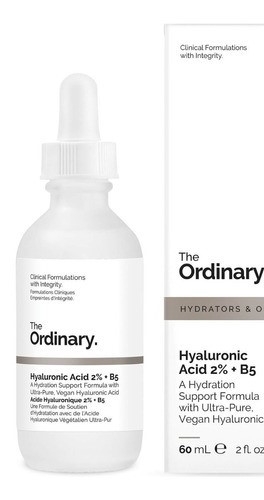 Clinical Formulations
with Integrity.
Formulations Cliniques
Empreintes d'Intégrité.
The
Ordinary.
Hyaluronic Acid 2% + B5
A Hydration Support Formula with
Ultra-Pure, Vegan Hyaluronic Acid
Acide Hyaluronique 2% + B5
Une Formule de Soutien
d'Hydratation avec de l'Acide
Hyaluronique Végétalien Ultra-Pur
Clinical Formulations
with Integrity.
The
Ordinary
HYDRATORS & O
Hyaluronic
Acid 2% + B5
A Hydration
Support Formula
with Ultra-Pure,
Vegan Hyaluronic
60 mL ℮ 2 fl oz